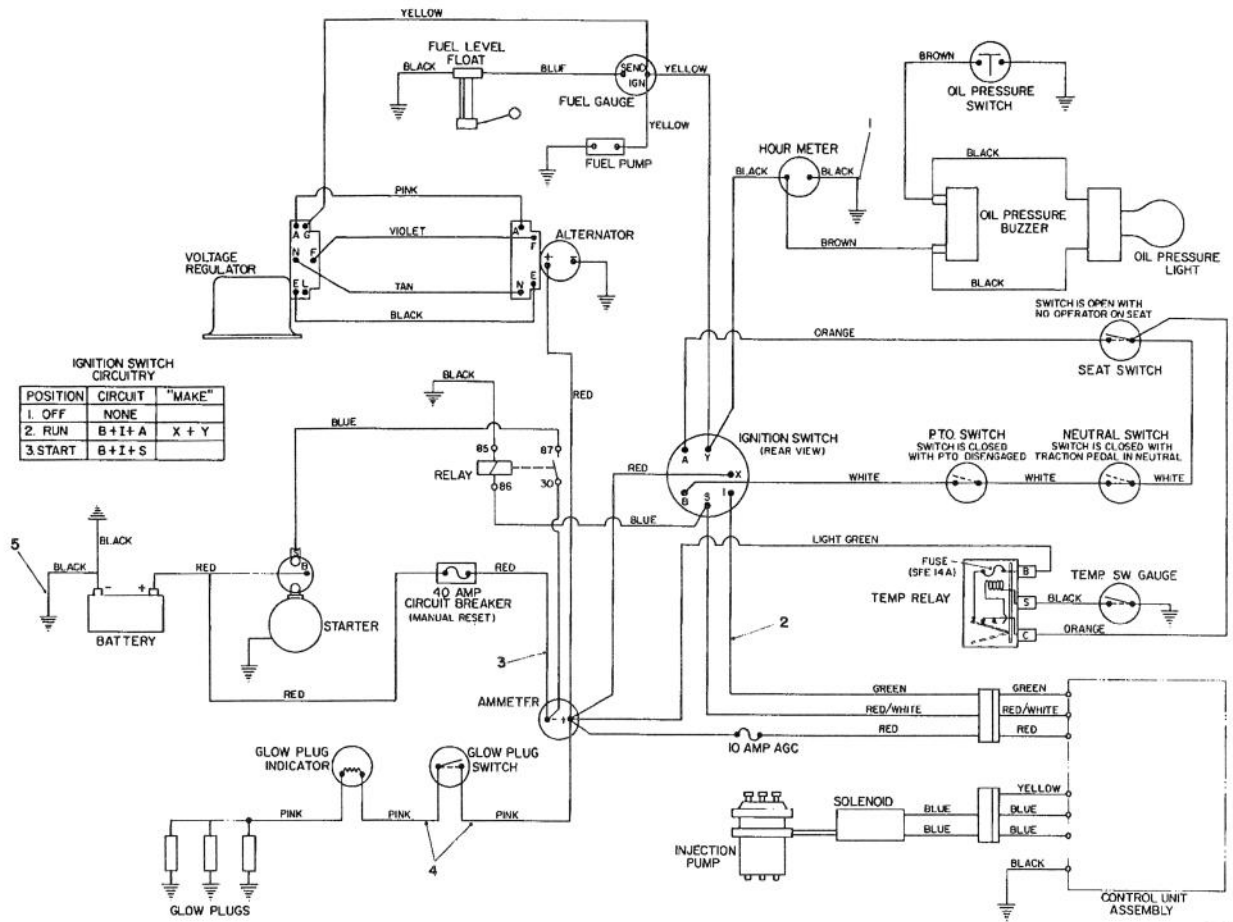 YELLOW
FUEL LEVEL
FLOAT
BLACK
BLUE
SEND
IGN
YELLOW
FUEL GAUGE
YELLOW
FUEL PUMP
BROWN
OIL PRESSURE
SWITCH
1
HOUR METER
BLACK
BLACK
BLACK
BROWN
OIL PRESSURE
BUZZER
BLACK
OIL PRESSURE
LIGHT
PINK
A G
N F
E L
VIOLET
TAN
BLACK
A
F
E
N
ALTERNATOR
+
-
VOLTAGE
REGULATOR
RED
SWITCH IS OPEN WITH
NO OPERATOR ON SEAT
ORANGE
SEAT SWITCH
IGNITION SWITCH
CIRCUITRY
POSITION CIRCUIT "MAKE"
1. OFF NONE
2. RUN B+I+A X + Y
3. START B+I+S
BLACK
BLUE
85
87
RELAY
86
30
BLUE
RED
A
Y
X
B
S
I
IGNITION SWITCH
(REAR VIEW)
WHITE
P.T.O. SWITCH
SWITCH IS CLOSED
WITH P.T.O. DISENGAGED
WHITE
NEUTRAL SWITCH
SWITCH IS CLOSED WITH
TRACTION PEDAL IN NEUTRAL
WHITE
5
BLACK
BLACK
- +
BATTERY
RED
S
B
STARTER
RED
40 AMP
CIRCUIT BREAKER
(MANUAL RESET)
RED
3
AMMETER
- +
LIGHT GREEN
FUSE
(SFE 14A)
TEMP RELAY
B
S
C
BLACK
TEMP. SW GAUGE
ORANGE
2
GREEN
GREEN
RED/WHITE
RED/WHITE
RED
RED
10 AMP AGC
GLOW PLUG
INDICATOR
GLOW PLUG
SWITCH
PINK
PINK
PINK
4
GLOW PLUGS
INJECTION
PUMP
SOLENOID
BLUE
BLUE
YELLOW
BLUE
BLUE
BLACK
CONTROL UNIT
ASSEMBLY